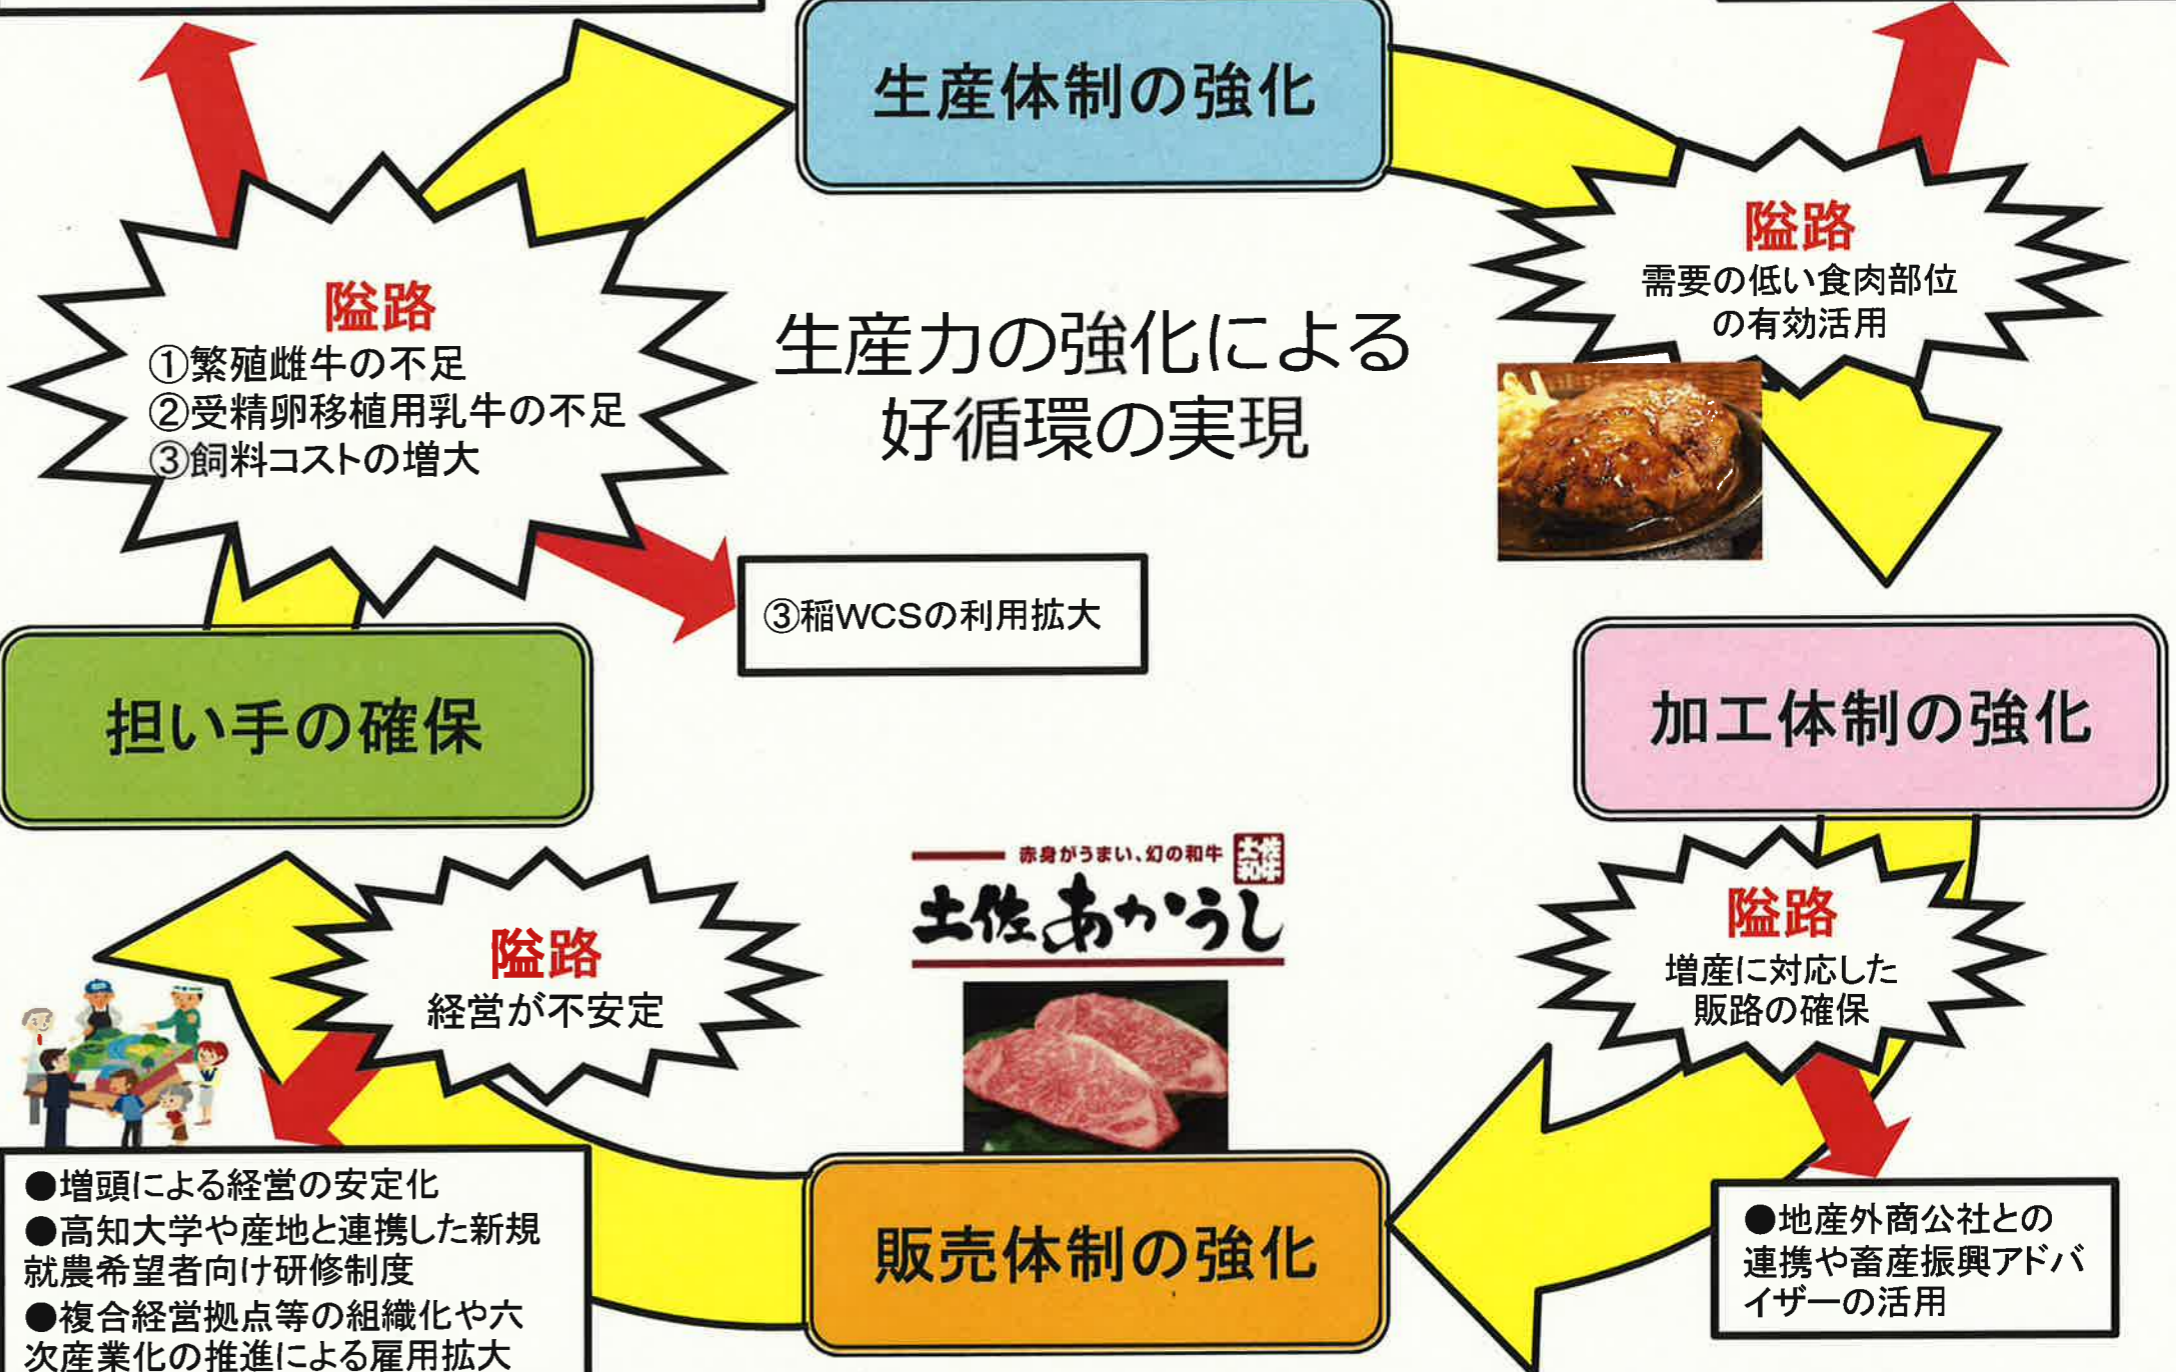 生産体制の強化
隘路
需要の低い食肉部位
の有効活用
隘路
①繁殖雌牛の不足
②受精卵移植用乳牛の不足
③飼料コストの増大
生産力の強化による
好循環の実現
③稲WCSの利用拡大
担い手の確保
加工体制の強化
赤身がうまい、幻の和牛
土佐
和牛
土佐あかうし
隘路
経営が不安定
隘路
増産に対応した
販路の確保
●増頭による経営の安定化
●高知大学や産地と連携した新規
就農希望者向け研修制度
●複合経営拠点等の組織化や六
次産業化の推進による雇用拡大
販売体制の強化
●地産外商公社との
連携や畜産振興アドバ
イザーの活用